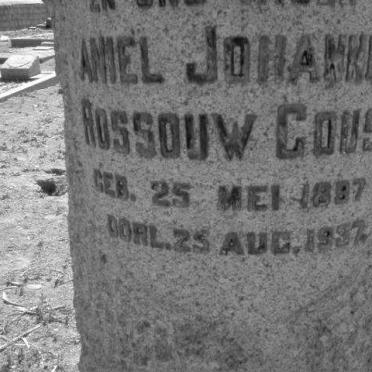 ANIEL JOHANN
ROSSOUW COUS
GEB. 25 MEI 1887
OORL. 25 AUG. 1937.